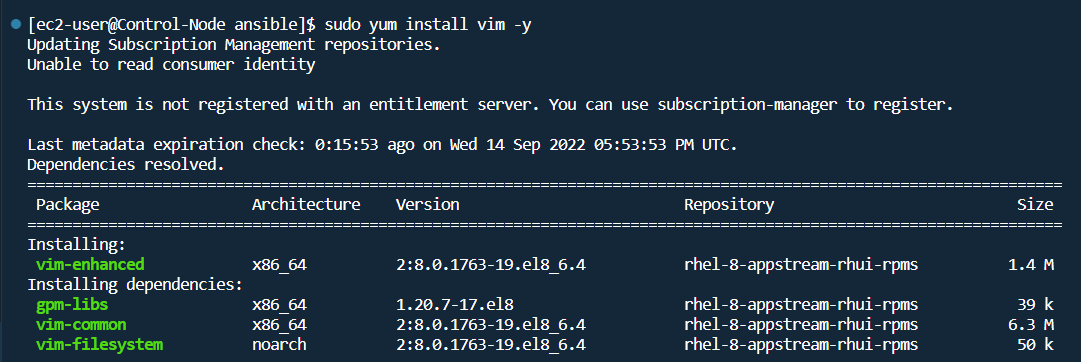 [ec2-user@Control-Node ansible]$ sudo yum install vim -y
Updating Subscription Management repositories.
Unable to read consumer identity
This system is not registered with an entitlement server. You can use subscription-manager to register.
Last metadata expiration check: 0:15:53 ago on Wed 14 Sep 2022 05:53:53 PM UTC.
Dependencies resolved.
Package Architecture Version Repository Size
Installing:
vim-enhanced x86_64 2:8.0.1763-19.el8_6.4 rhel-8-appstream-rhui-rpms 1.4 M
Installing dependencies:
gpm-libs x86_64 1.20.7-17.el8 rhel-8-appstream-rhui-rpms 39 k
vim-common x86_64 2:8.0.1763-19.el8_6.4 rhel-8-appstream-rhui-rpms 6.3 M
vim-filesystem noarch 2:8.0.1763-19.el8_6.4 rhel-8-appstream-rhui-rpms 50 k